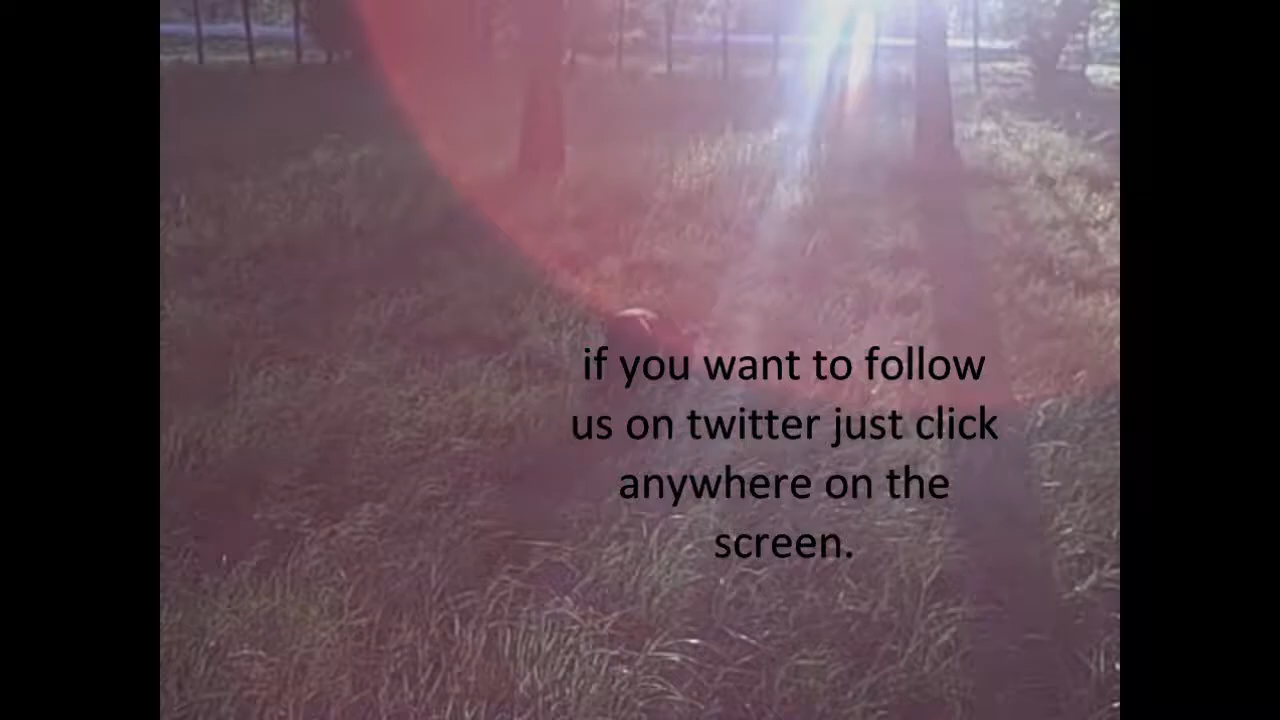 if you want to follow
us on twitter just click
anywhere on the
screen.